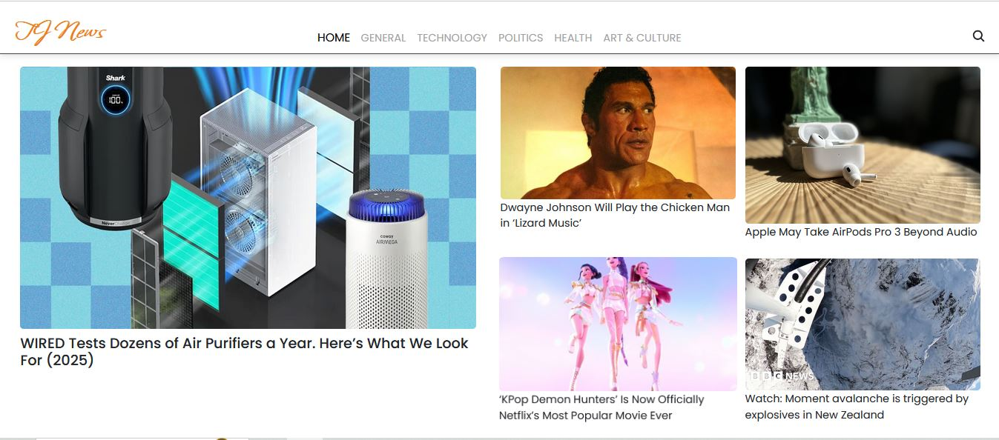 TJ News
HOME GENERAL TECHNOLOGY POLITICS HEALTH ART & CULTURE
Shark
100%
NeverChange
coway
AIRMEGA
WIRED Tests Dozens of Air Purifiers a Year. Here’s What We Look
For (2025)
Dwayne Johnson Will Play the Chicken Man
in ‘Lizard Music’
Apple May Take AirPods Pro 3 Beyond Audio
‘KPop Demon Hunters’ Is Now Officially
Netflix’s Most Popular Movie Ever
BBC NEWS
Watch: Moment avalanche is triggered by
explosives in New Zealand